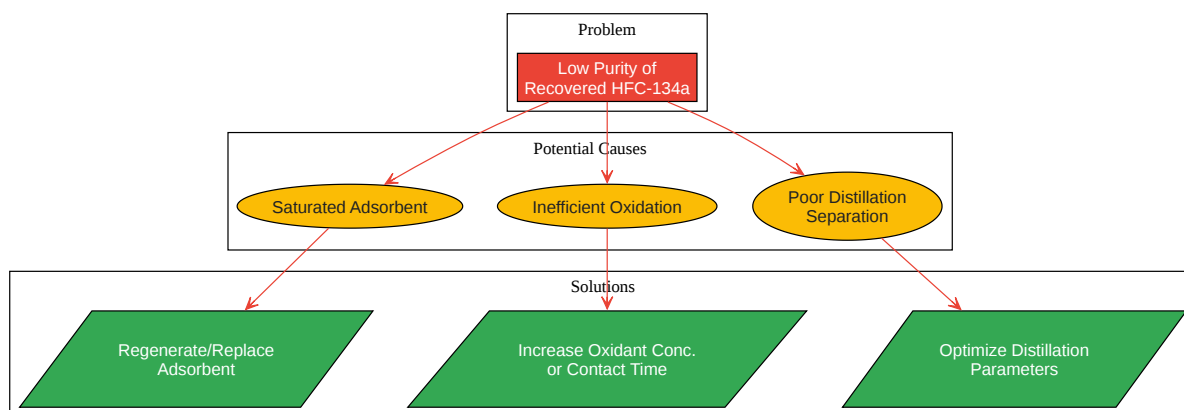 Problem
Low Purity of
Recovered HFC-134a
Potential Causes
Saturated Adsorbent
Inefficient Oxidation
Poor Distillation
Separation
Solutions
Regenerate/Replace
Adsorbent
Increase Oxidant Conc.
or Contact Time
Optimize Distillation
Parameters